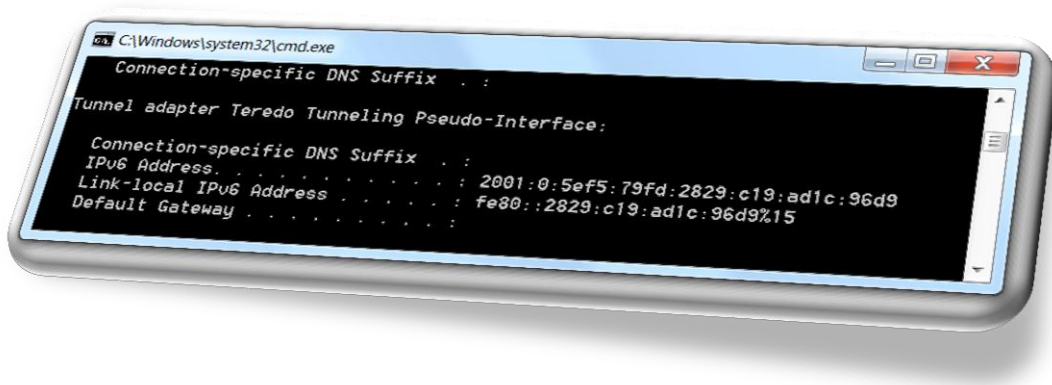 C:\Windows\system32\cmd.exe
Connection-specific DNS Suffix . :
Tunnel adapter Teredo Tunneling Pseudo-Interface:
Connection-specific DNS Suffix . :
IPv6 Address. . . . . . . . . . . : 2001:0:5ef5:79fd:2829:c19:ad1c:96d9
Link-local IPv6 Address . . . . . : fe80::2829:c19:ad1c:96d9%15
Default Gateway . . . . . . . . . :